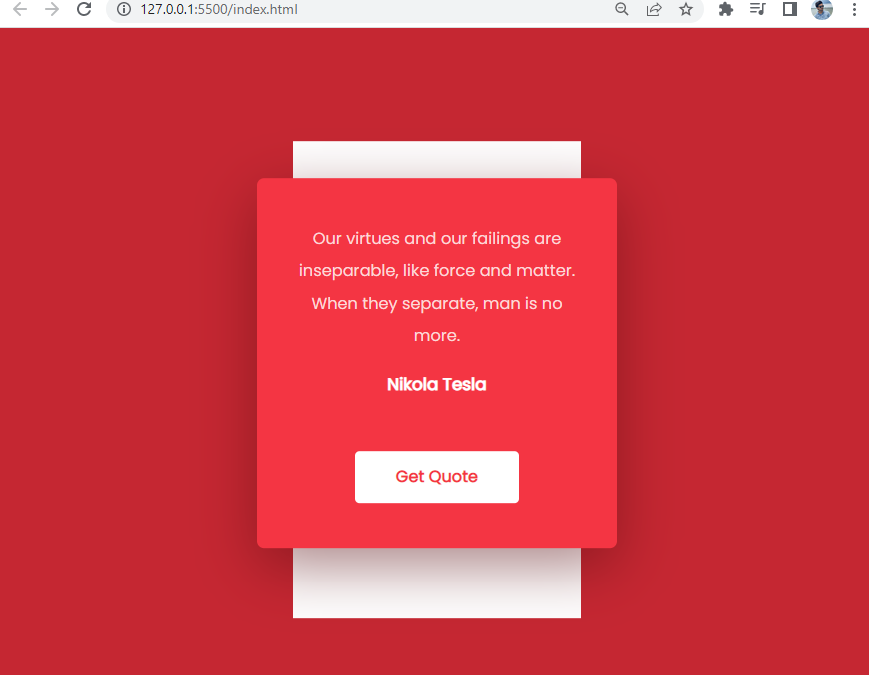 127.0.0.1:5500/index.html
Our virtues and our failings are
inseparable, like force and matter.
When they separate, man is no
more.
Nikola Tesla
Get Quote